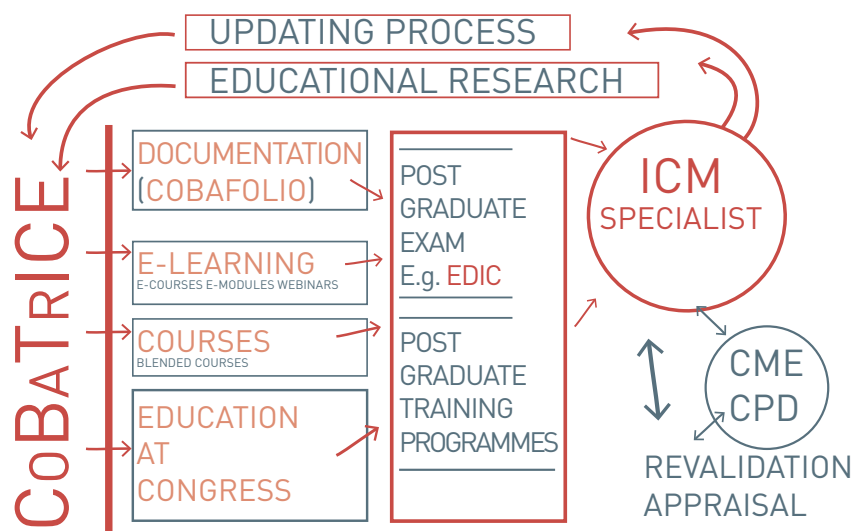 UPDATING PROCESS
EDUCATIONAL RESEARCH
COBATRICE
DOCUMENTATION
(COBAFOLIO)
E-LEARNING
E-COURSES E-MODULES WEBINARS
COURSES
BLENDED COURSES
EDUCATION
AT
CONGRESS
POST
GRADUATE
EXAM
E.g. EDIC
POST
GRADUATE
TRAINING
PROGRAMMES
ICM
SPECIALIST
CME
CPD
REVALIDATION
APPRAISAL